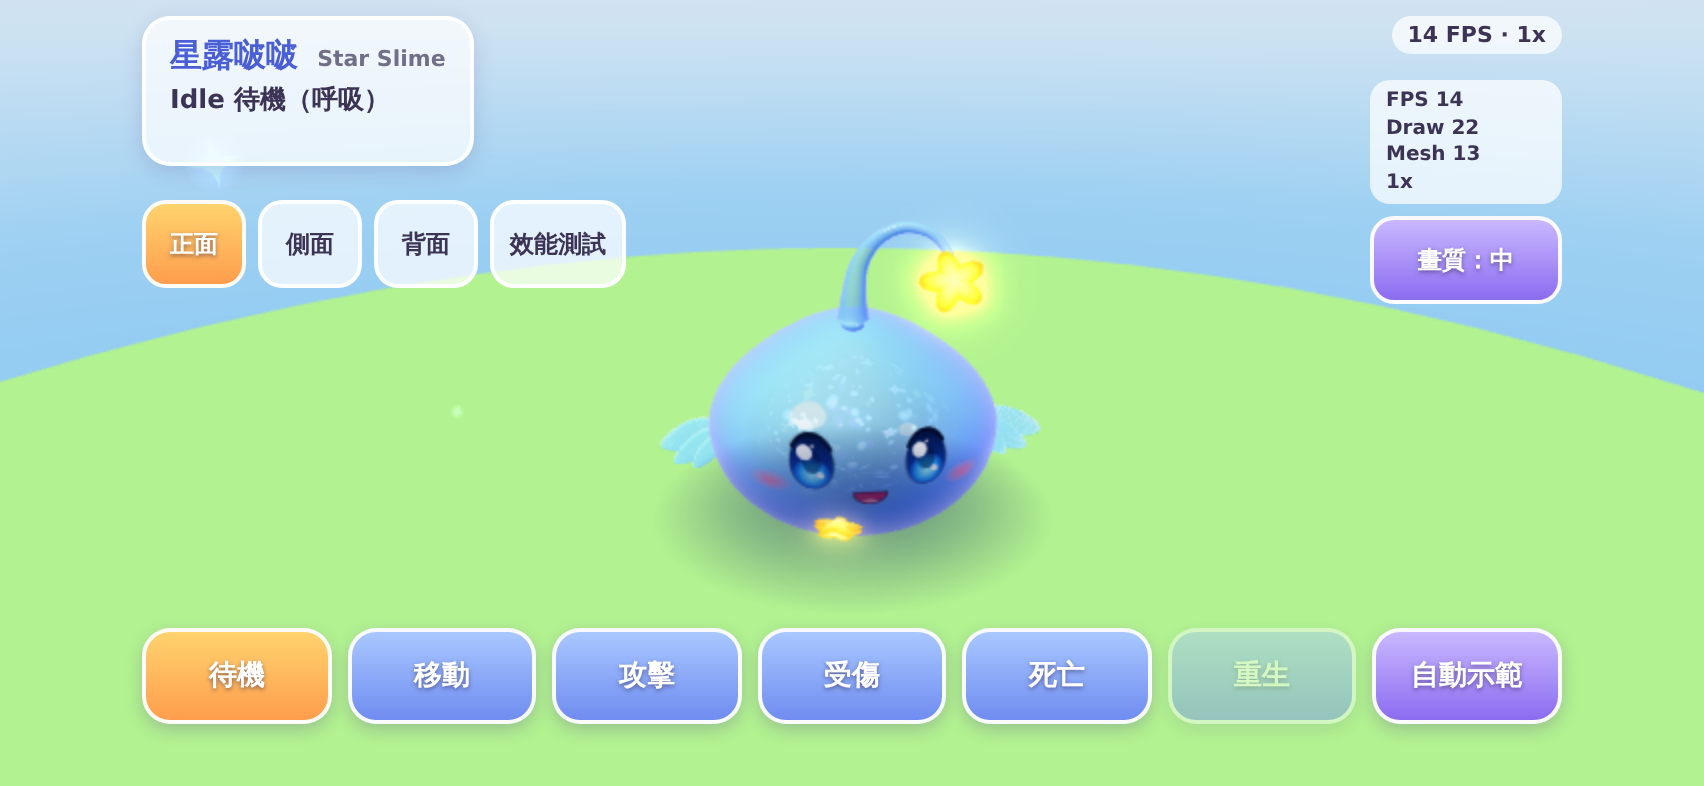 星露啵啵 Star Slime
Idle 待機（呼吸）
14 FPS · 1x
FPS 14
Draw 22
Mesh 13
1x
正面 側面 背面 效能測試
畫質：中
待機 移動 攻擊 受傷 死亡 重生 自動示範